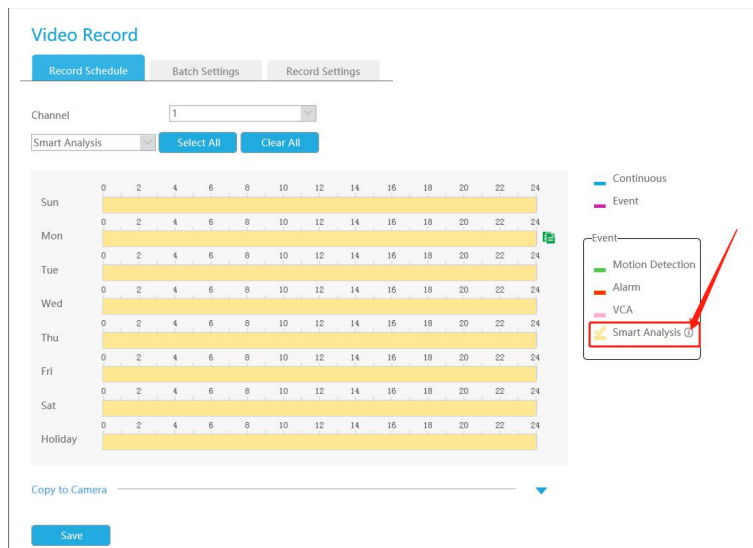 Video Record
Record Schedule Batch Settings Record Settings
Channel 1
Smart Analysis Select All Clear All
Continuous
Event
0 2 4 6 8 10 12 14 16 18 20 22 24
Sun
0 2 4 6 8 10 12 14 16 18 20 22 24
Mon
Event
0 2 4 6 8 10 12 14 16 18 20 22 24
Tue
Motion Detection
0 2 4 6 8 10 12 14 16 18 20 22 24
Wed
Alarm
VCA
0 2 4 6 8 10 12 14 16 18 20 22 24
Thu
Smart Analysis
0 2 4 6 8 10 12 14 16 18 20 22 24
Fri
0 2 4 6 8 10 12 14 16 18 20 22 24
Sat
0 2 4 6 8 10 12 14 16 18 20 22 24
Holiday
Copy to Camera
Save